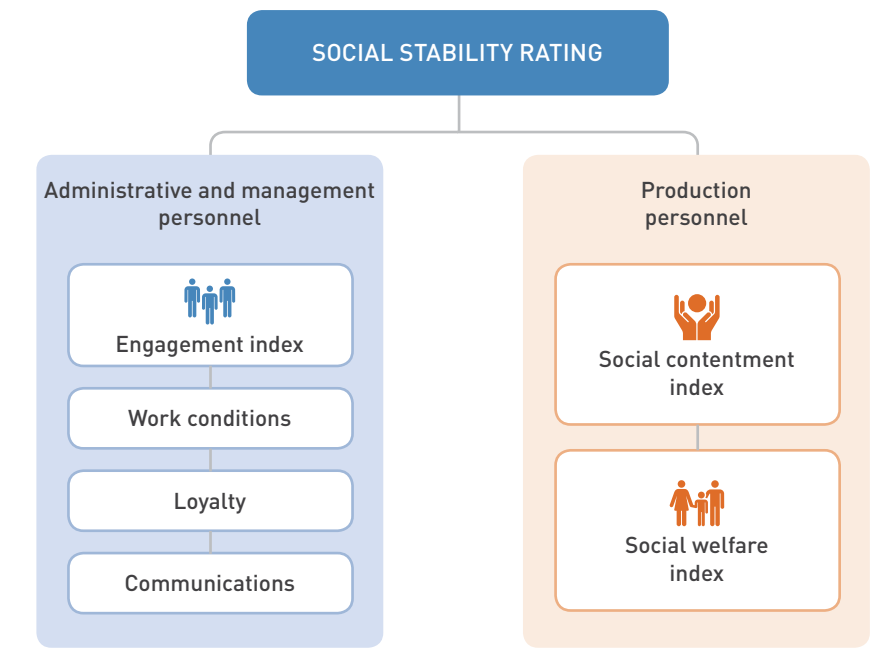 SOCIAL STABILITY RATING
Administrative and management
personnel
Engagement index
Work conditions
Loyalty
Communications
Production
personnel
Social contentment
index
Social welfare
index